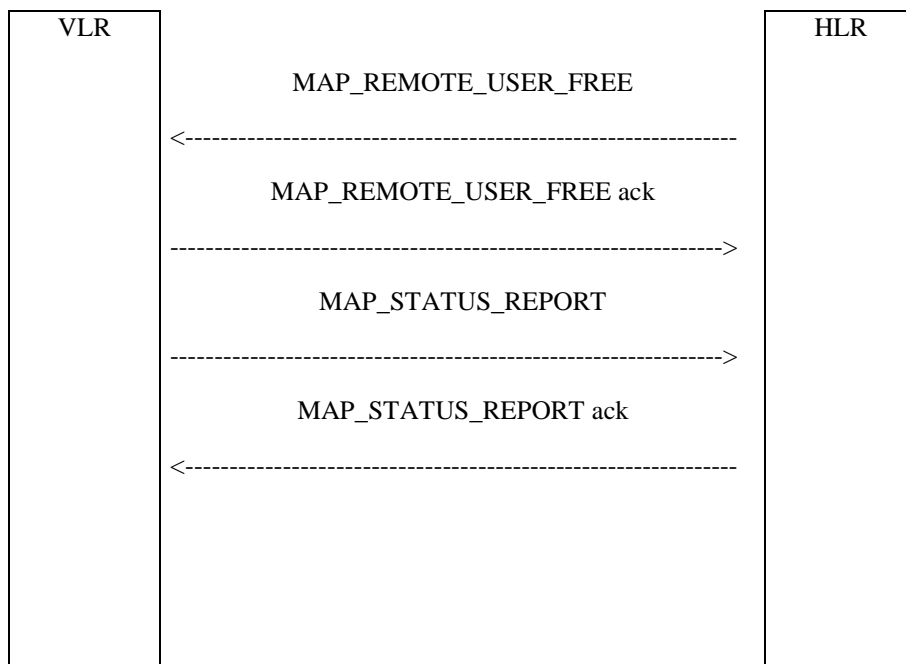 VLR HLR
MAP_REMOTE_USER_FREE
<--------------------------------------------------------------
MAP_REMOTE_USER_FREE ack
-------------------------------------------------------------->
MAP_STATUS_REPORT
-------------------------------------------------------------->
MAP_STATUS_REPORT ack
<--------------------------------------------------------------